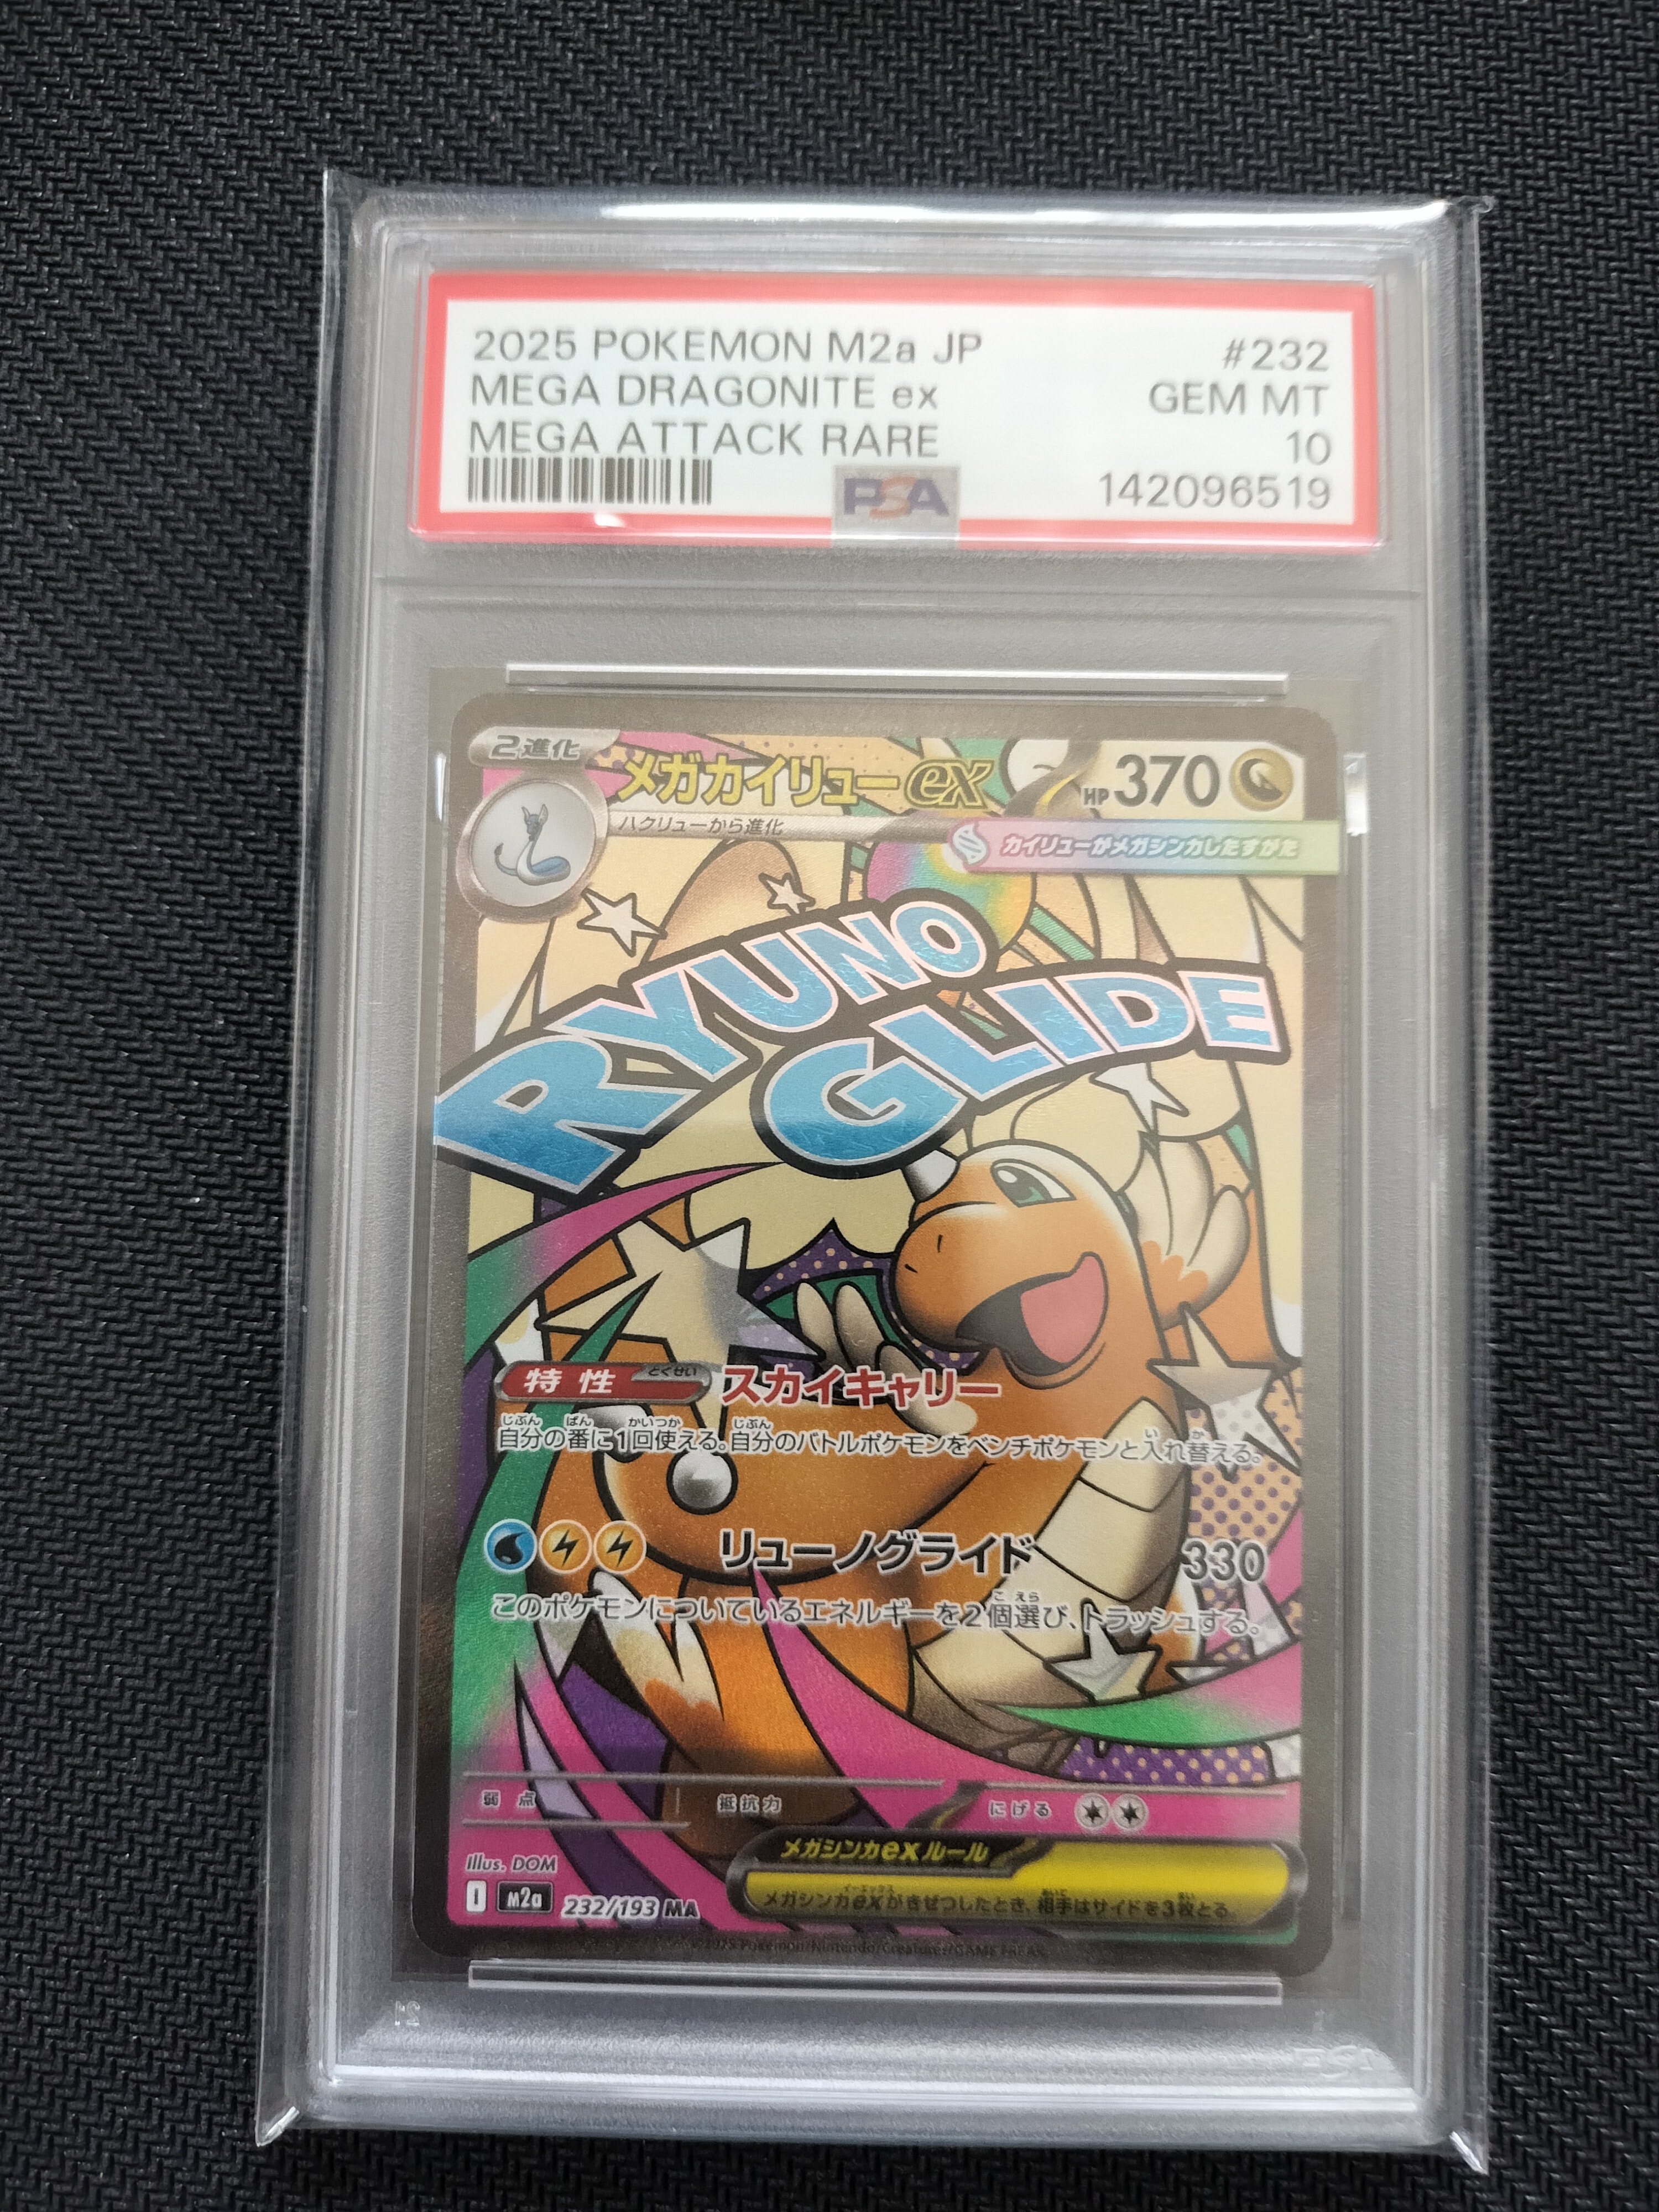 2025 POKEMON M2a JP #232
MEGA DRAGONITE ex GEM MT
MEGA ATTACK RARE 10
PSA 142096519
2進化
メガカイリューex HP370
ハクリューから進化
カイリューがメガシンカしたすがた
RYUNO
GLIDE
特性 とくせい スカイキャリー
自分の番に1回使える。自分のバトルポケモンをベンチポケモンと入れ替える。
リューノグライド 330
このポケモンについているエネルギーを2個選び、トラッシュする。
弱点 抵抗力 にげる
メガシンカexルール
メガシンカexがきぜつしたとき、相手はサイドを3枚とる。
Illus. DOM
I M2a 232/193 MA
©2025 Pokémon/Nintendo/Creatures/GAME FREAK